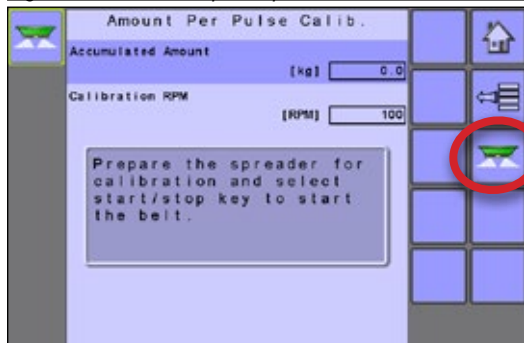 Amount Per Pulse Calib.
Accumulated Amount
[kg] 0.0
Calibration RPM
[RPM] 100
Prepare the spreader for
calibration and select
start/stop key to start
the belt.